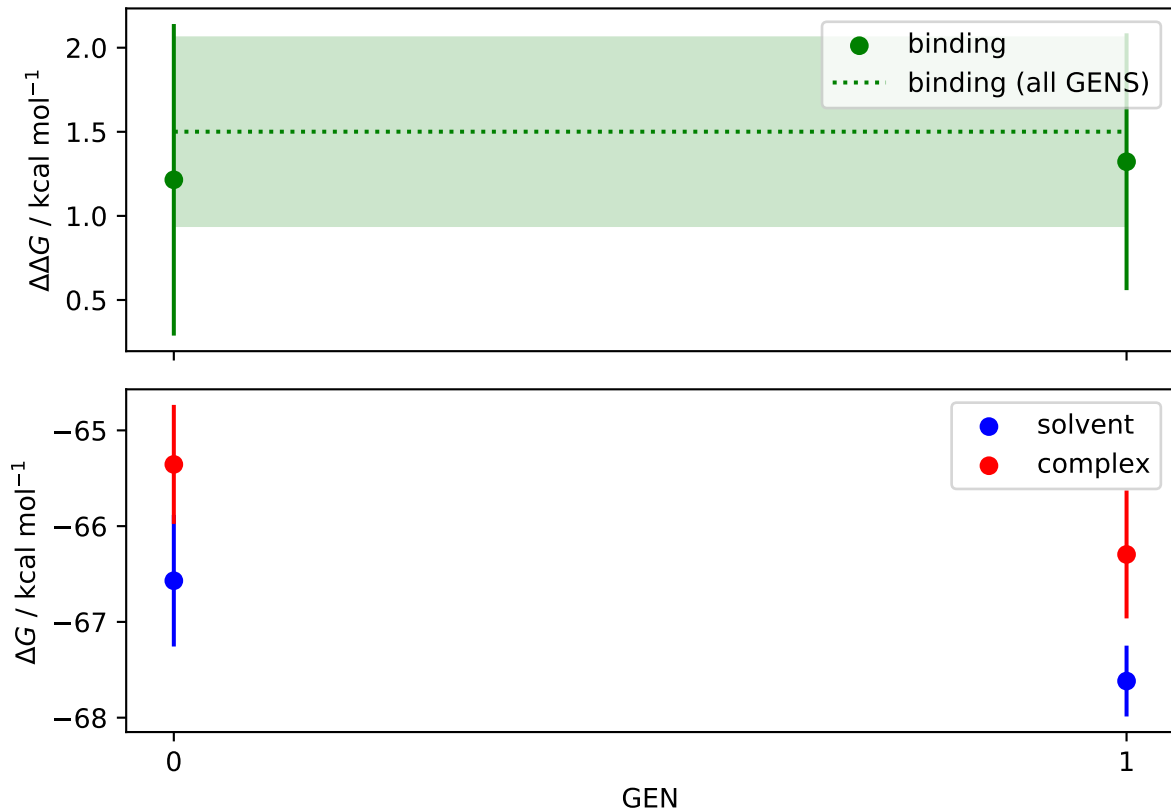 ΔΔG / kcal mol⁻¹
2.0
1.5
1.0
0.5
binding
binding (all GENS)
ΔG / kcal mol⁻¹
−65
−66
−67
−68
solvent
complex
0
1
GEN